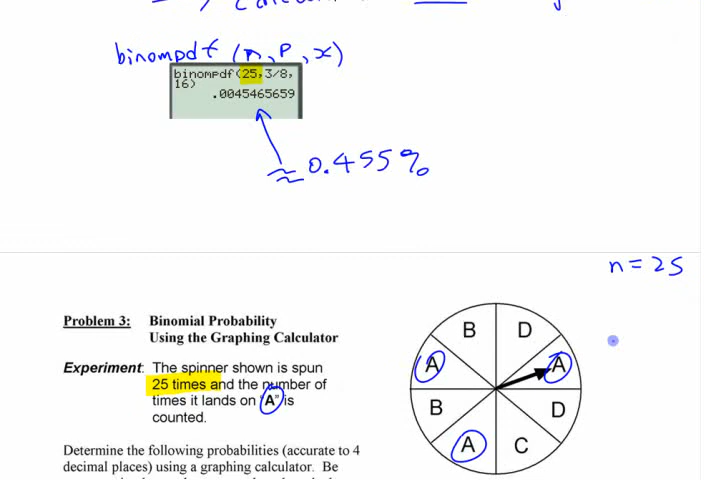 binompdf (n, p, x)
binompdf(25,3/8,
16)
.0045465659
≈ 0.455%
n = 25
Problem 3: Binomial Probability
Using the Graphing Calculator
Experiment: The spinner shown is spun
25 times and the number of
times it lands on "A" is
counted.
B D
A A
B D
A C
Determine the following probabilities (accurate to 4
decimal places) using a graphing calculator. Be